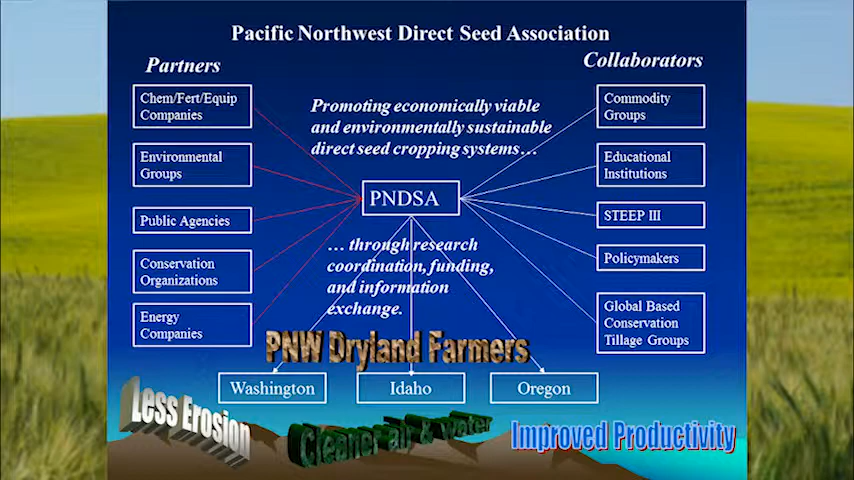 Pacific Northwest Direct Seed Association
Partners
Collaborators
Chem/Fert/Equip
Companies
Environmental
Groups
Public Agencies
Conservation
Organizations
Energy
Companies
Promoting economically viable
and environmentally sustainable
direct seed cropping systems…
PNDSA
… through research
coordination, funding,
and information
exchange.
Commodity
Groups
Educational
Institutions
STEEP III
Policymakers
Global Based
Conservation
Tillage Groups
PNW Dryland Farmers
Washington
Idaho
Oregon
Less Erosion
Cleaner air & water
Improved Productivity